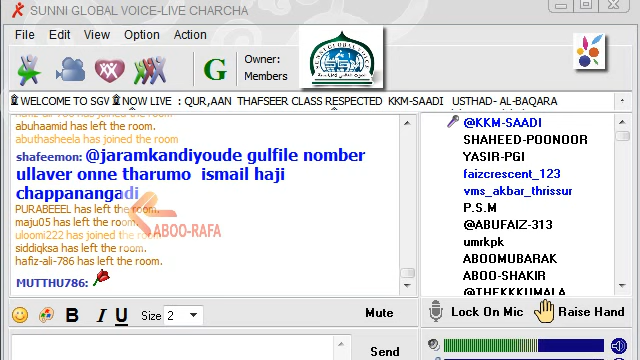 SUNNI GLOBAL VOICE-LIVE CHARCHA
File Edit View Option Action
G
Owner:
Members
WELCOME TO SGV NOW LIVE : QUR,AAN THAFSEER CLASS RESPECTED KKM-SAADI USTHAD- AL-BAQARA
abuhaamid has left the room.
abuthasheela has joined the room.
shafeemon: @jaramkandiyoude gulfile nomber
ullaver onne tharumo ismail haji
chappanangadi
PURABEEEL has left the room.
maju05 has left the room.
uloomi222 has joined the room.
siddiqksa has left the room.
hafiz-ali-786 has left the room.
MUTTHU786:
ABOO-RAFA
@KKM-SAADI
SHAHEED-POONOOR
YASIR-PGI
faizcrescent_123
vms_akbar_thrissur
P.S.M
@ABUFAIZ-313
umrkpk
ABOOMUBARAK
ABOO-SHAKIR
@THEKKKUMALA
B I U Size 2 Mute
Lock On Mic Raise Hand
Send